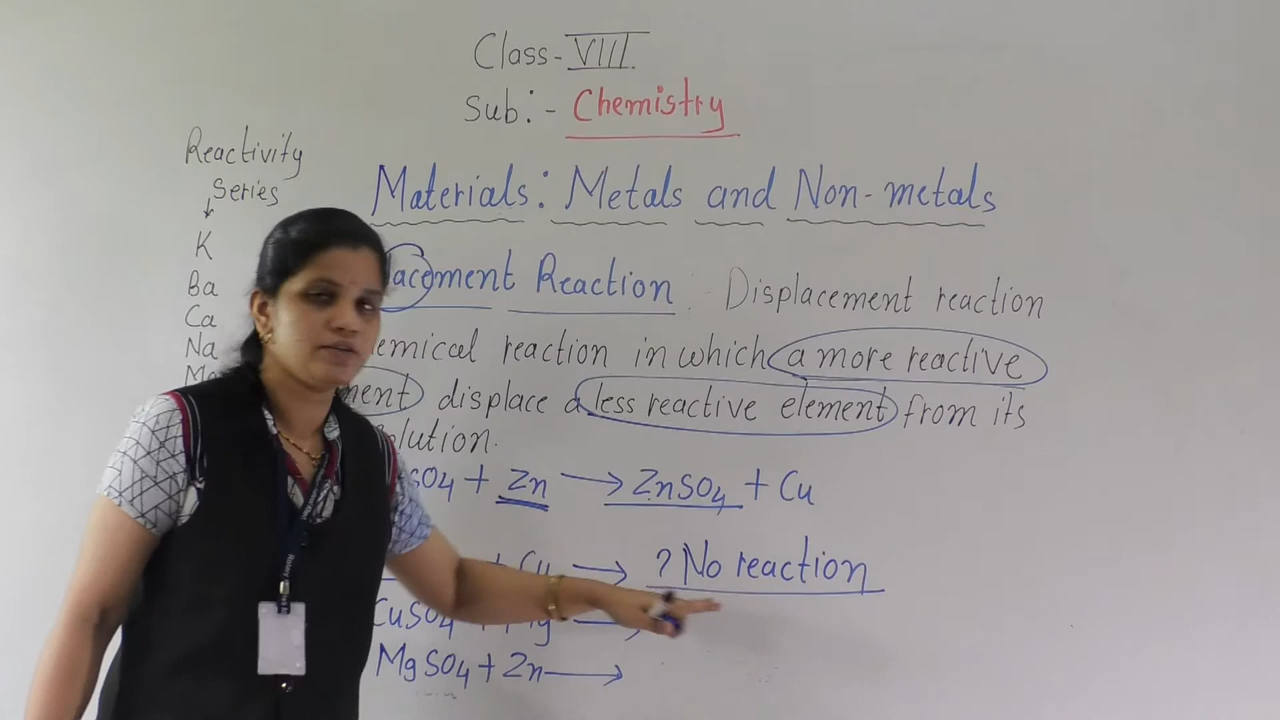 Class-VIII.
Sub:- Chemistry
Reactivity
Series
Materials: Metals and Non-metals
K
Ba
Ca
Na
acement Reaction : Displacement reaction
emical reaction in which a more reactive
ment displace a less reactive element from its
olution.
SO4 + Zn → ZnSO4 + Cu
+ Cu → ? No reaction
CuSO4 + Mg →
MgSO4 + Zn →